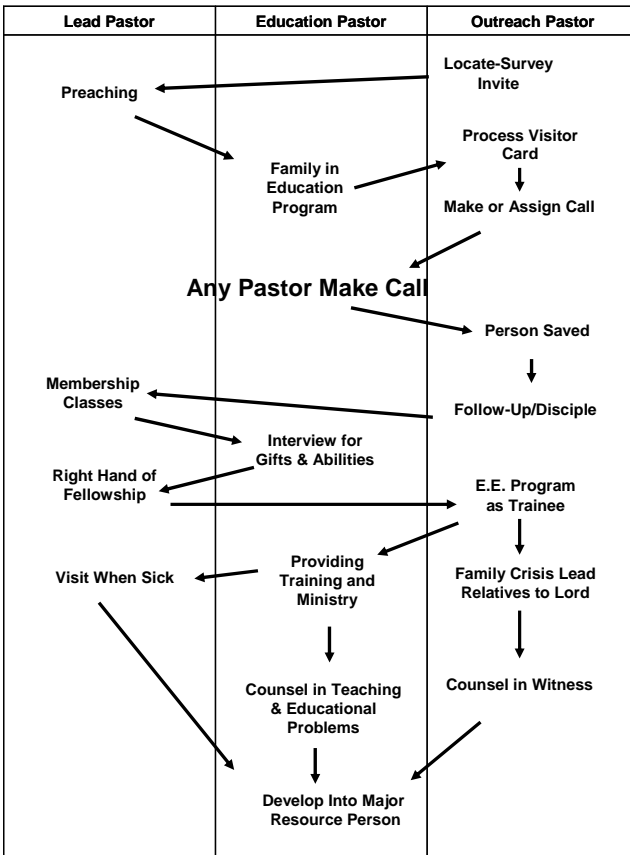 Lead Pastor
Education Pastor
Outreach Pastor
Locate-Survey
Invite
Preaching
Process Visitor
Card
Family in
Education
Program
Make or Assign Call
Any Pastor Make Call
Person Saved
Membership
Classes
Follow-Up/Disciple
Interview for
Gifts & Abilities
Right Hand of
Fellowship
E.E. Program
as Trainee
Providing
Training and
Ministry
Visit When Sick
Family Crisis Lead
Relatives to Lord
Counsel in Teaching
& Educational
Problems
Counsel in Witness
Develop Into Major
Resource Person